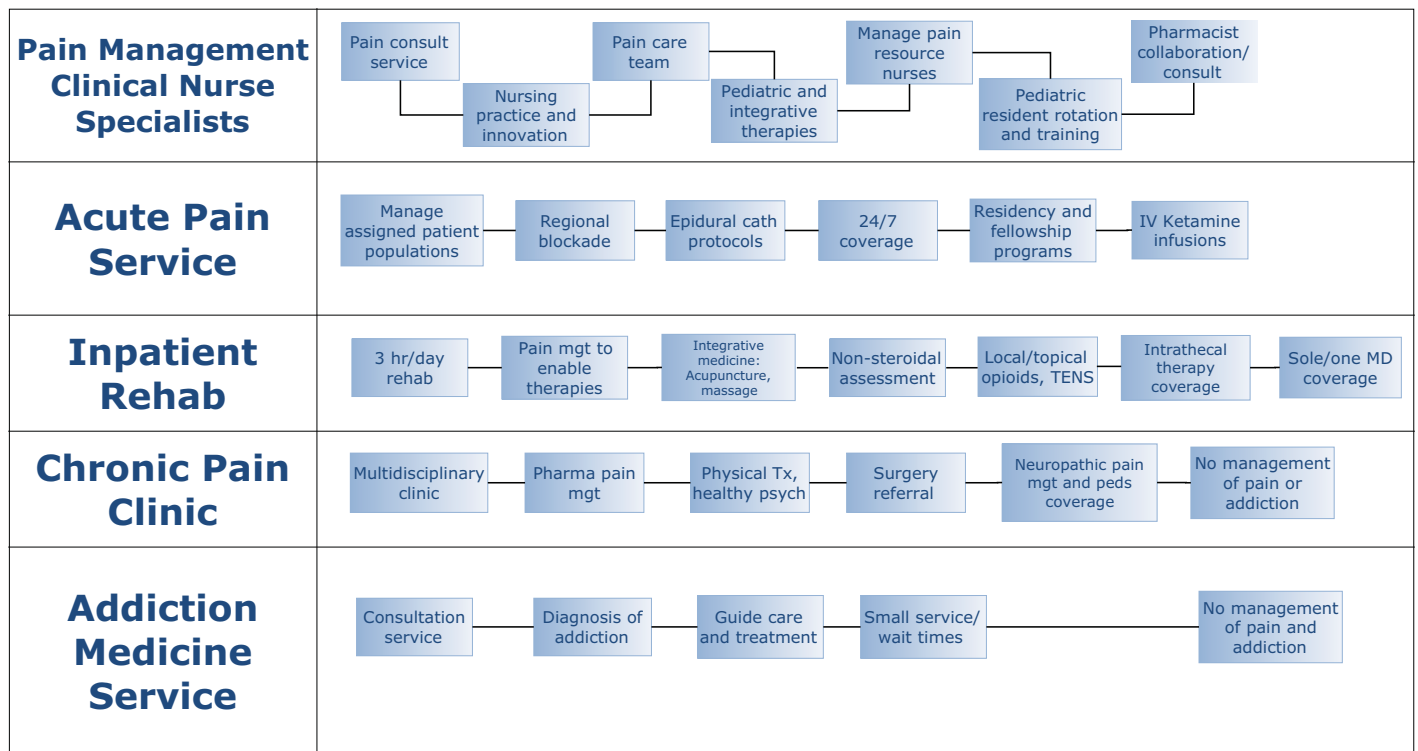 Pain Management
Clinical Nurse
Specialists
Pain consult
service
Nursing
practice and
innovation
Pain care
team
Pediatric and
integrative
therapies
Manage pain
resource
nurses
Pediatric
resident rotation
and training
Pharmacist
collaboration/
consult
Acute Pain
Service
Manage
assigned patient
populations
Regional
blockade
Epidural cath
protocols
24/7
coverage
Residency and
fellowship
programs
IV Ketamine
infusions
Inpatient
Rehab
3 hr/day
rehab
Pain mgt to
enable
therapies
Integrative
medicine:
Acupuncture,
massage
Non-steroidal
assessment
Local/topical
opioids, TENS
Intrathecal
therapy
coverage
Sole/one MD
coverage
Chronic Pain
Clinic
Multidisciplinary
clinic
Pharma pain
mgt
Physical Tx,
healthy psych
Surgery
referral
Neuropathic pain
mgt and peds
coverage
No management
of pain or
addiction
Addiction
Medicine
Service
Consultation
service
Diagnosis of
addiction
Guide care
and treatment
Small service/
wait times
No management
of pain and
addiction